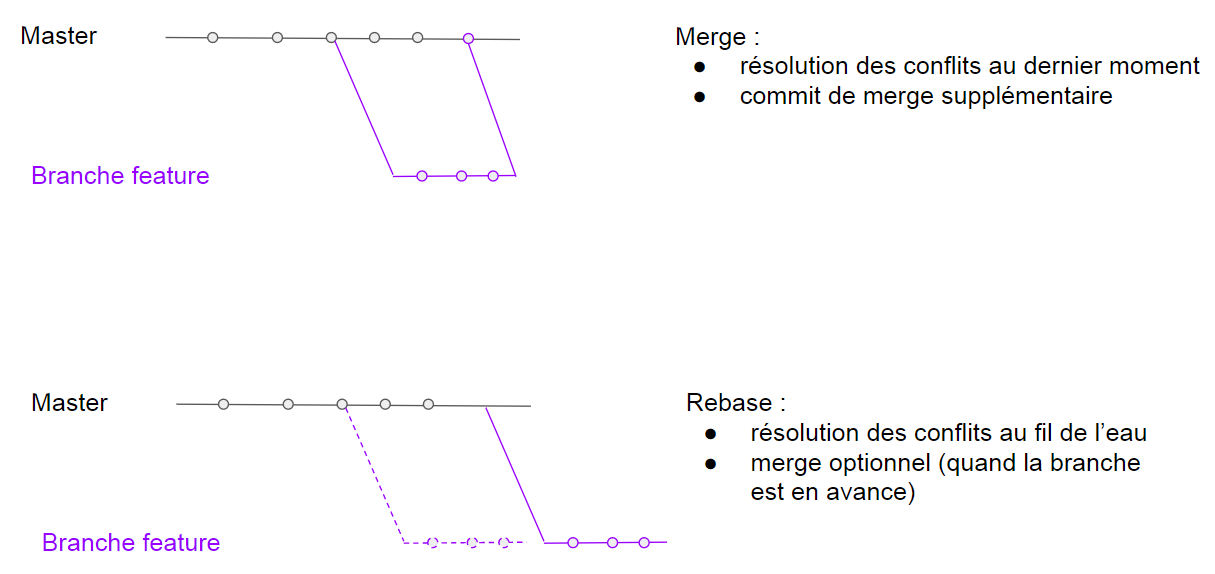 Master
Merge :
● résolution des conflits au dernier moment
● commit de merge supplémentaire
Branche feature
Master
Rebase :
● résolution des conflits au fil de l’eau
● merge optionnel (quand la branche
est en avance)
Branche feature